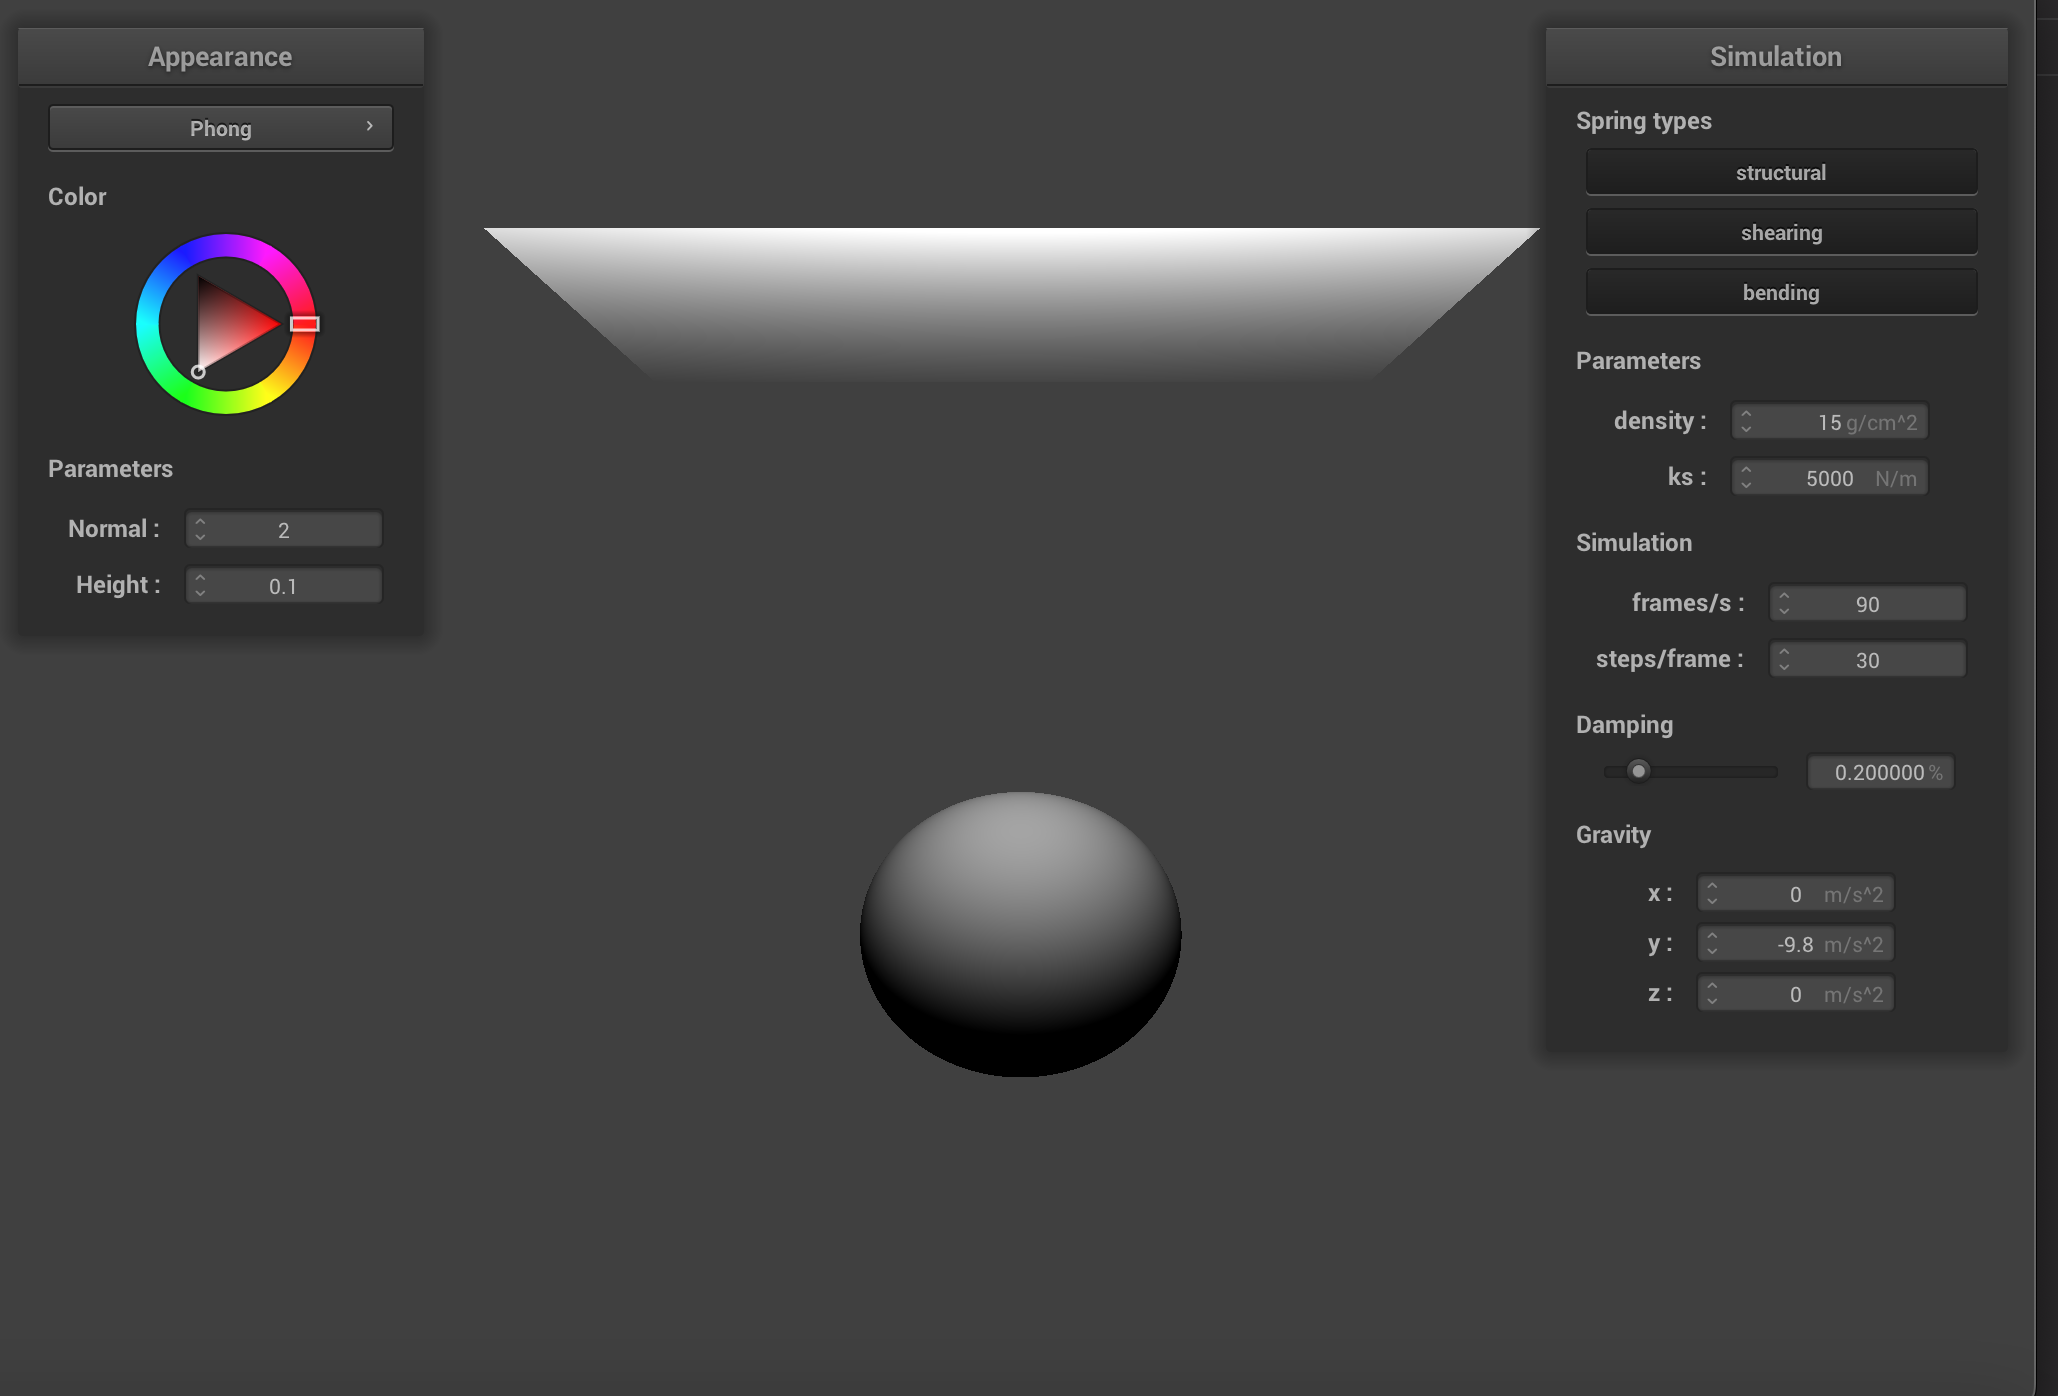 Appearance
Phong
Color
Parameters
Normal : 2
Height : 0.1
Simulation
Spring types
structural
shearing
bending
Parameters
density : 15 g/cm^2
ks : 5000 N/m
Simulation
frames/s : 90
steps/frame : 30
Damping
0.200000 %
Gravity
x : 0 m/s^2
y : -9.8 m/s^2
z : 0 m/s^2